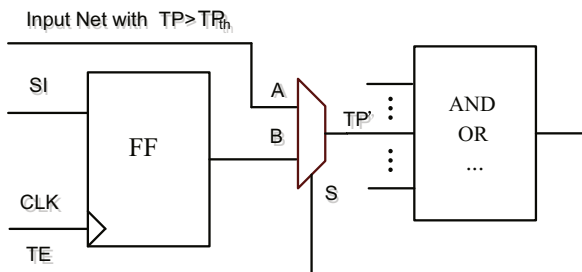 Input Net with TP>TPth
SI
FF
CLK
TE
A
B
S
TP'
AND
OR
...